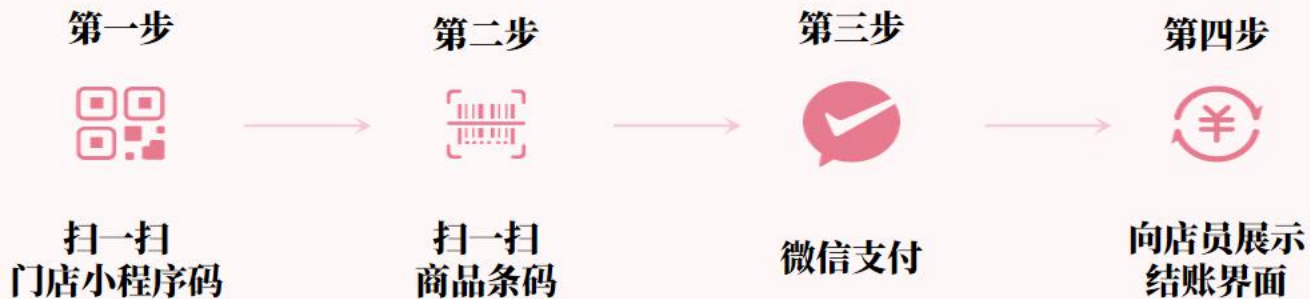 第一步
扫一扫
门店小程序码
第二步
扫一扫
商品条码
第三步
微信支付
第四步
向店员展示
结账界面